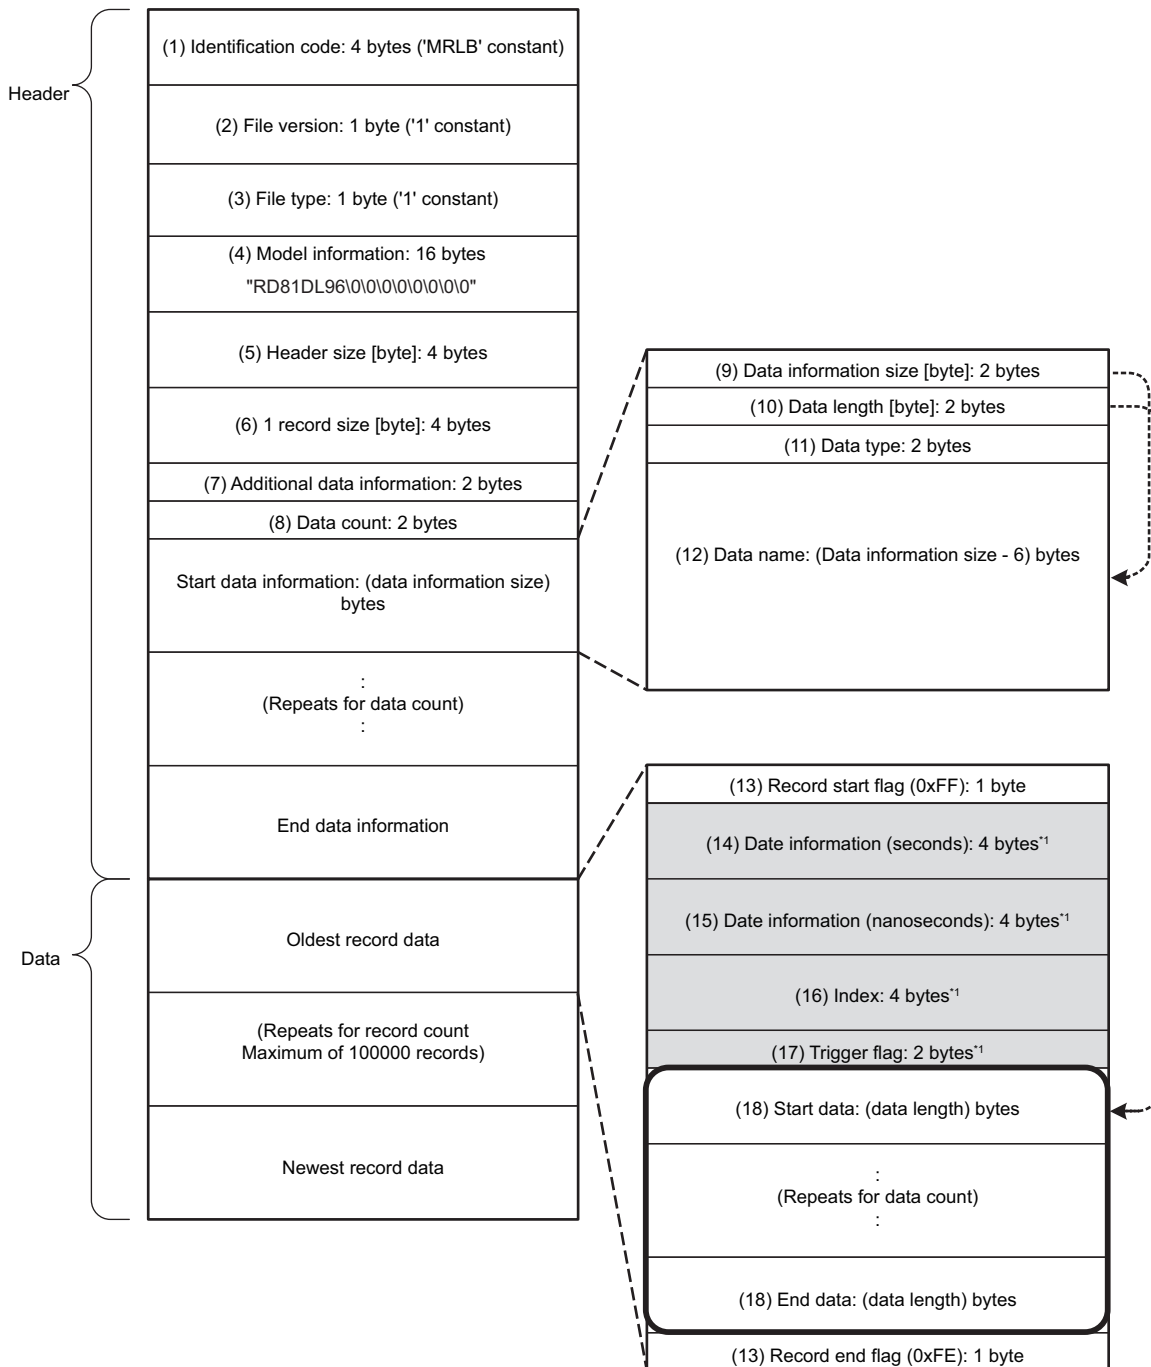 Header
(1) Identification code: 4 bytes ('MRLB' constant)
(2) File version: 1 byte ('1' constant)
(3) File type: 1 byte ('1' constant)
(4) Model information: 16 bytes
"RD81DL96\0\0\0\0\0\0\0\0"
(5) Header size [byte]: 4 bytes
(6) 1 record size [byte]: 4 bytes
(7) Additional data information: 2 bytes
(8) Data count: 2 bytes
Start data information: (data information size)
bytes
:
(Repeats for data count)
:
End data information
(9) Data information size [byte]: 2 bytes
(10) Data length [byte]: 2 bytes
(11) Data type: 2 bytes
(12) Data name: (Data information size - 6) bytes
Data
Oldest record data
(Repeats for record count
Maximum of 100000 records)
Newest record data
(13) Record start flag (0xFF): 1 byte
(14) Date information (seconds): 4 bytes*1
(15) Date information (nanoseconds): 4 bytes*1
(16) Index: 4 bytes*1
(17) Trigger flag: 2 bytes*1
(18) Start data: (data length) bytes
:
(Repeats for data count)
:
(18) End data: (data length) bytes
(13) Record end flag (0xFE): 1 byte